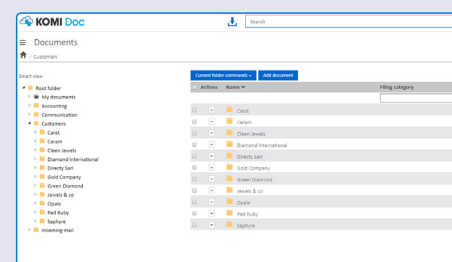 KOMI Doc
Search
Documents
/ Customers
Smart view
Root folder
My documents
Accounting
Communication
Customers
Carat
Ceram
Cleen Jewels
Diamond International
Directly Sarl
Gold Company
Green Diamond
Jewels & co
Opale
Red Ruby
Saphyre
Incoming mail
Current folder commands
Add document
Actions Name Filing category
Carat
Ceram
Cleen Jewels
Diamond International
Directly Sarl
Gold Company
Green Diamond
Jewels & co
Opale
Red Ruby
Saphyre